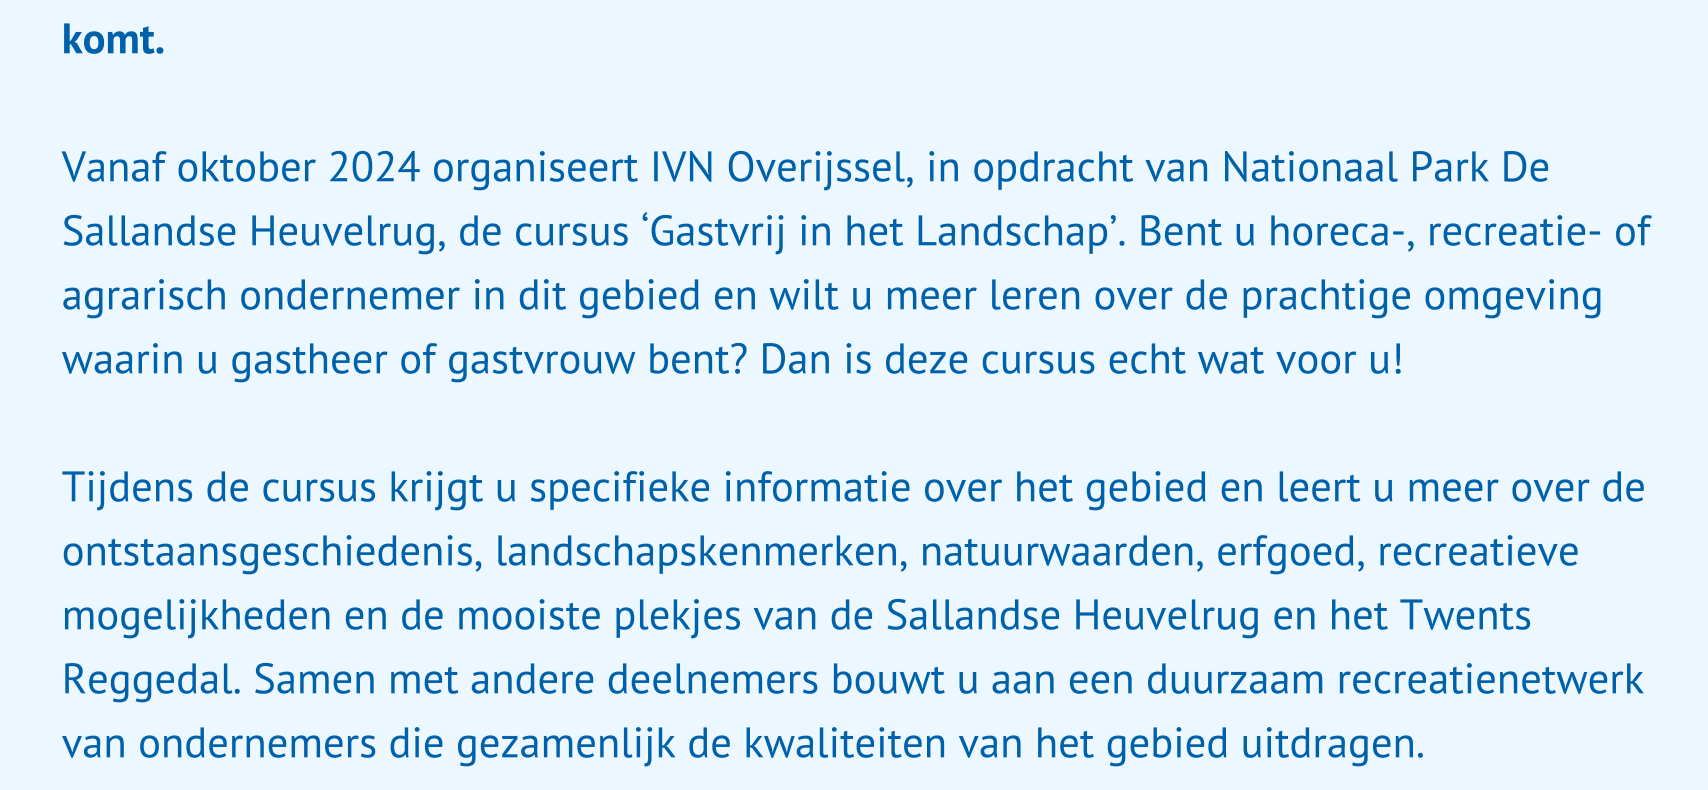 komt.
Vanaf oktober 2024 organiseert IVN Overijssel, in opdracht van Nationaal Park De
Sallandse Heuvelrug, de cursus ‘Gastvrij in het Landschap’. Bent u horeca-, recreatie- of
agrarisch ondernemer in dit gebied en wilt u meer leren over de prachtige omgeving
waarin u gastheer of gastvrouw bent? Dan is deze cursus echt wat voor u!
Tijdens de cursus krijgt u specifieke informatie over het gebied en leert u meer over de
ontstaansgeschiedenis, landschapskenmerken, natuurwaarden, erfgoed, recreatieve
mogelijkheden en de mooiste plekjes van de Sallandse Heuvelrug en het Twents
Reggedal. Samen met andere deelnemers bouwt u aan een duurzaam recreatienetwerk
van ondernemers die gezamenlijk de kwaliteiten van het gebied uitdragen.